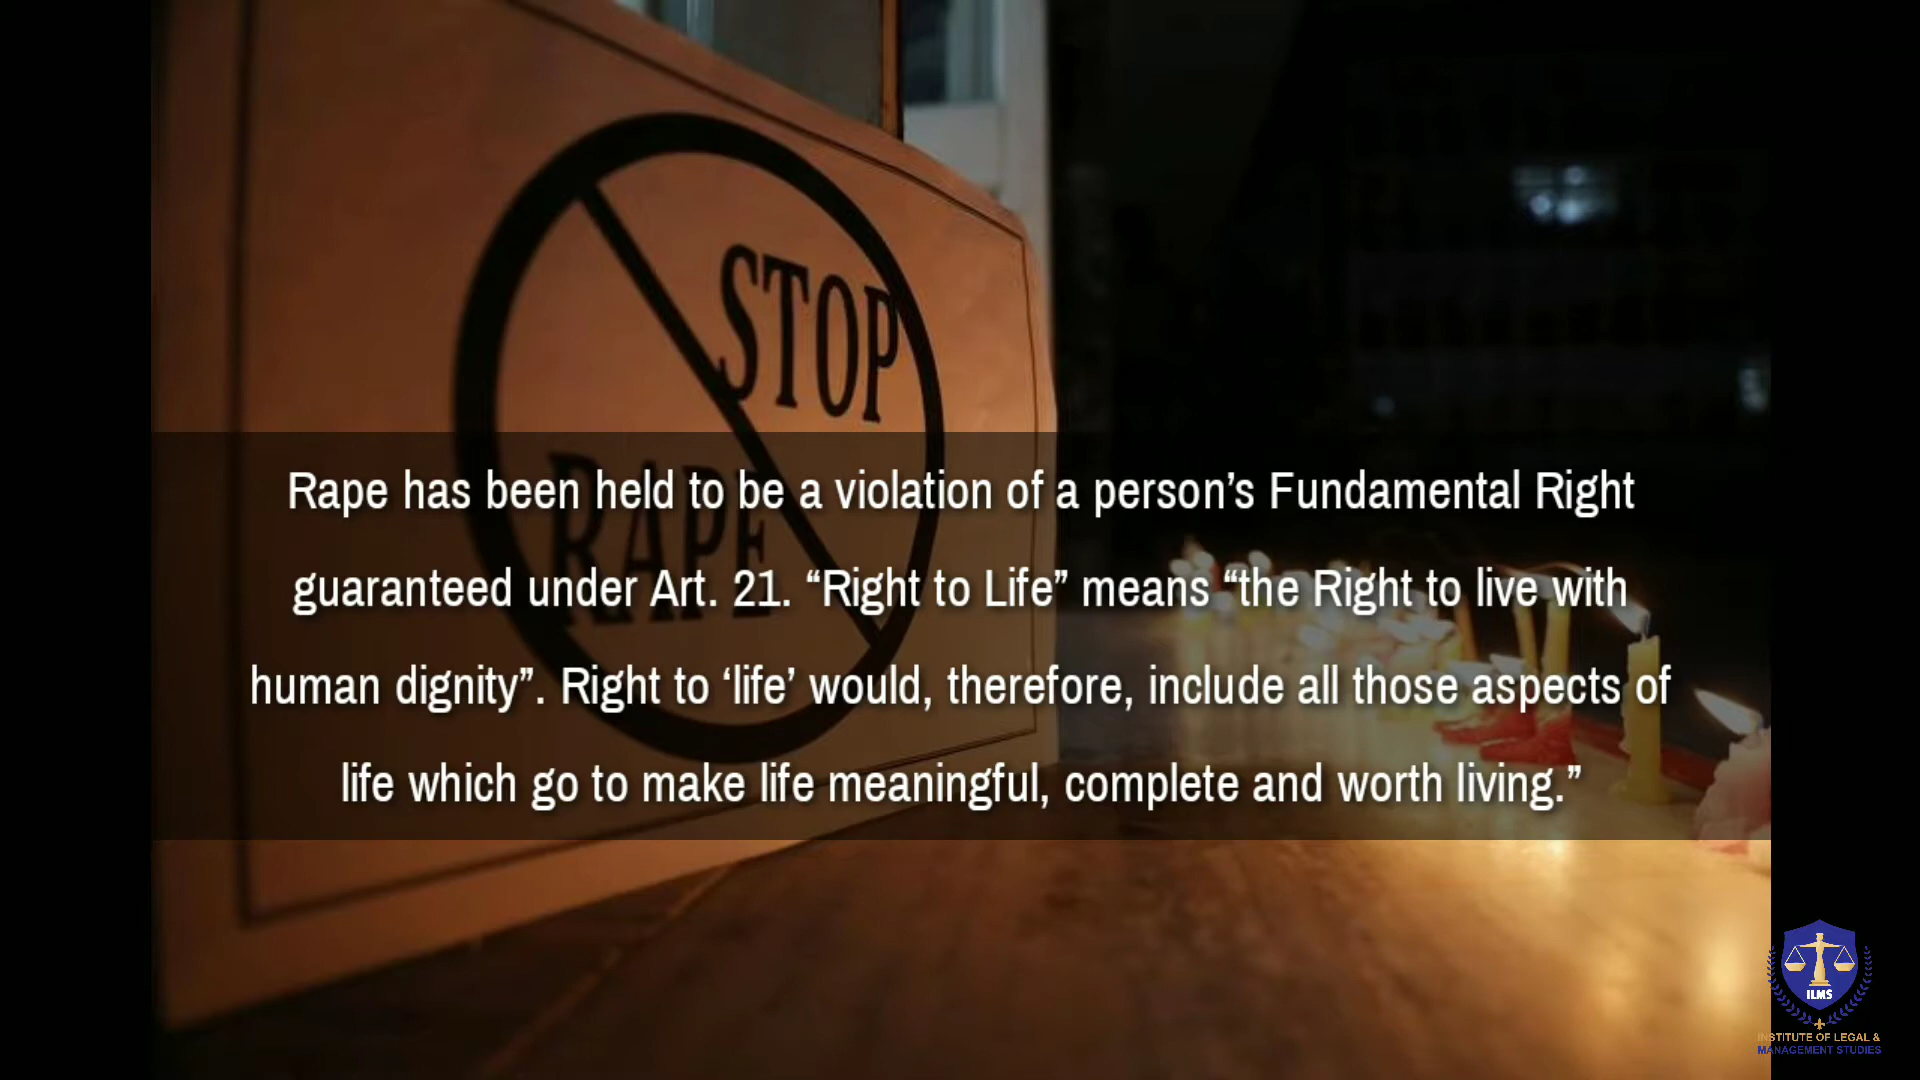 STOP
RAPE
Rape has been held to be a violation of a person’s Fundamental Right
guaranteed under Art. 21. “Right to Life” means “the Right to live with
human dignity”. Right to ‘life’ would, therefore, include all those aspects of
life which go to make life meaningful, complete and worth living.”
ILMS
INSTITUTE OF LEGAL &
MANAGEMENT STUDIES